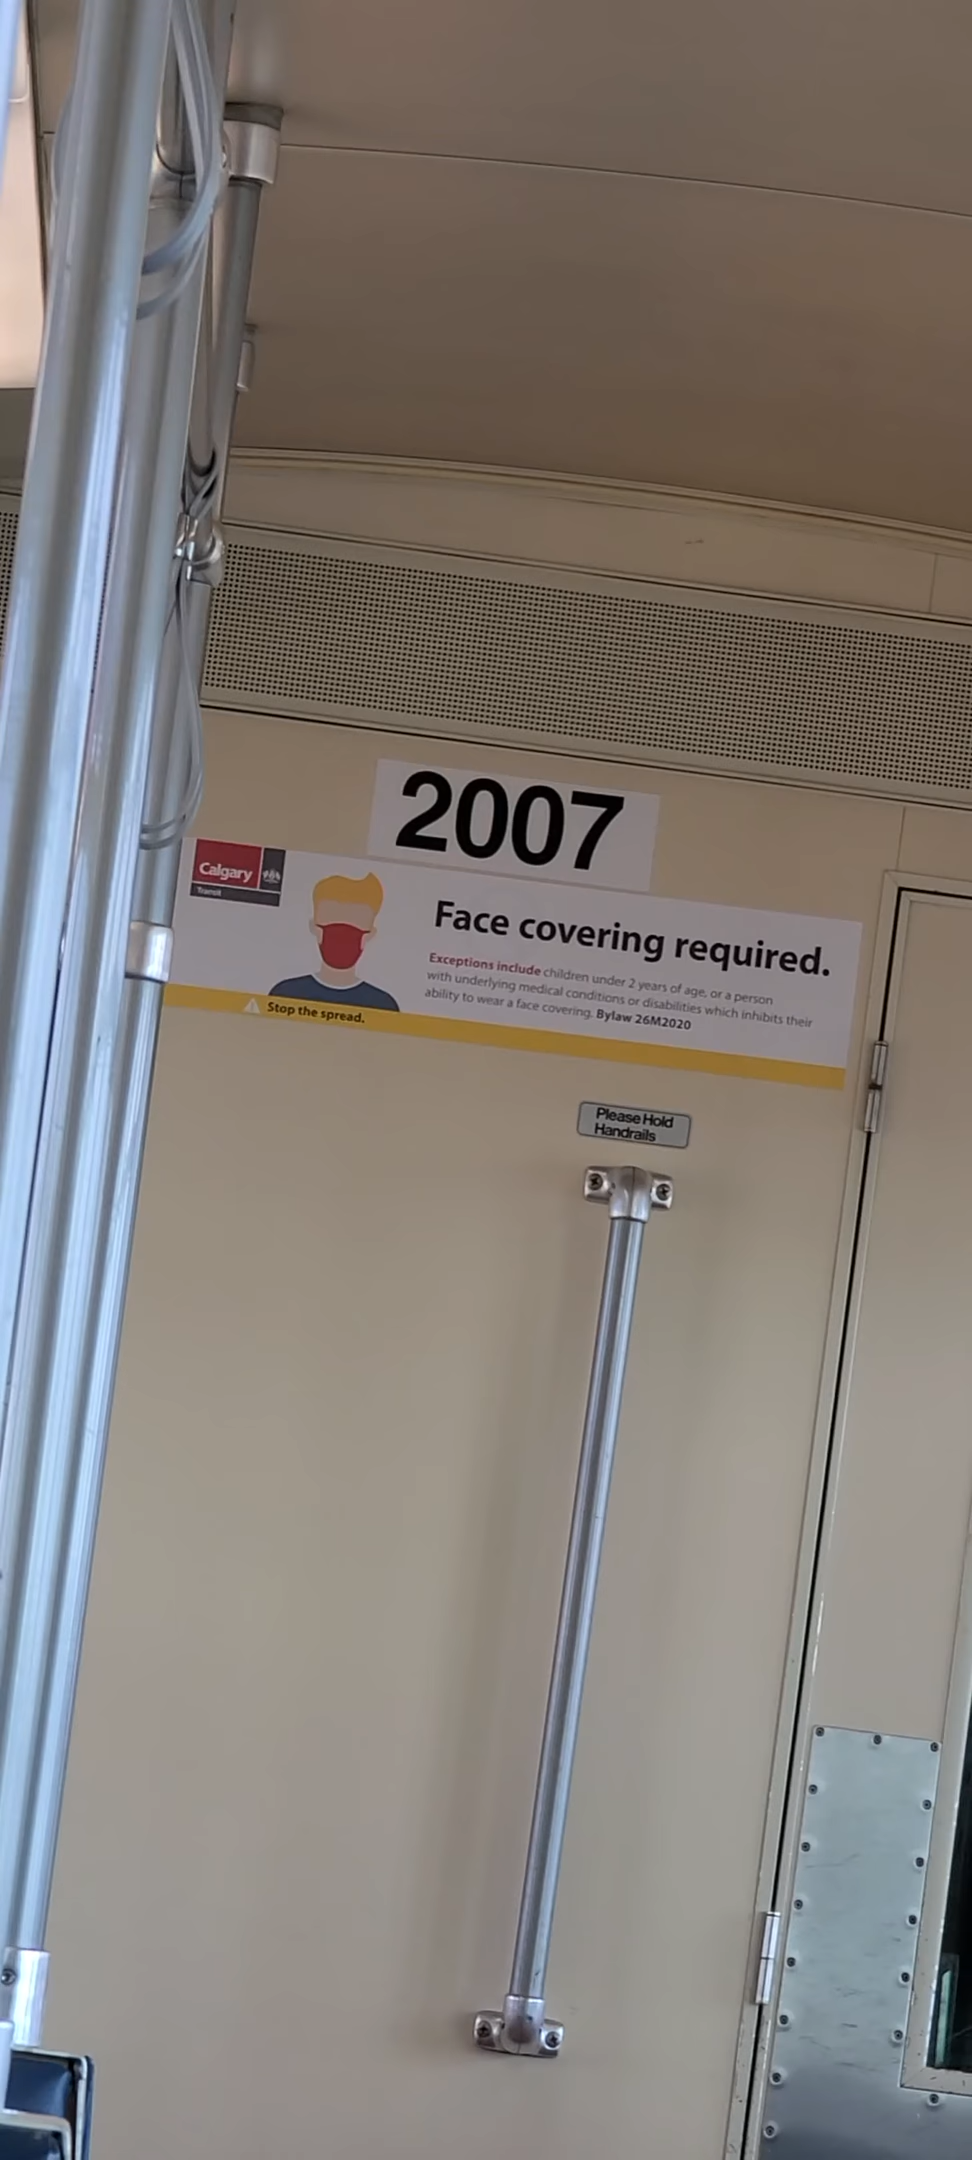 2007
Calgary
Transit
Face covering required.
Exceptions include children under 2 years of age, or a person
with underlying medical conditions or disabilities which inhibits their
ability to wear a face covering. Bylaw 26M2020
Stop the spread.
Please Hold
Handrails